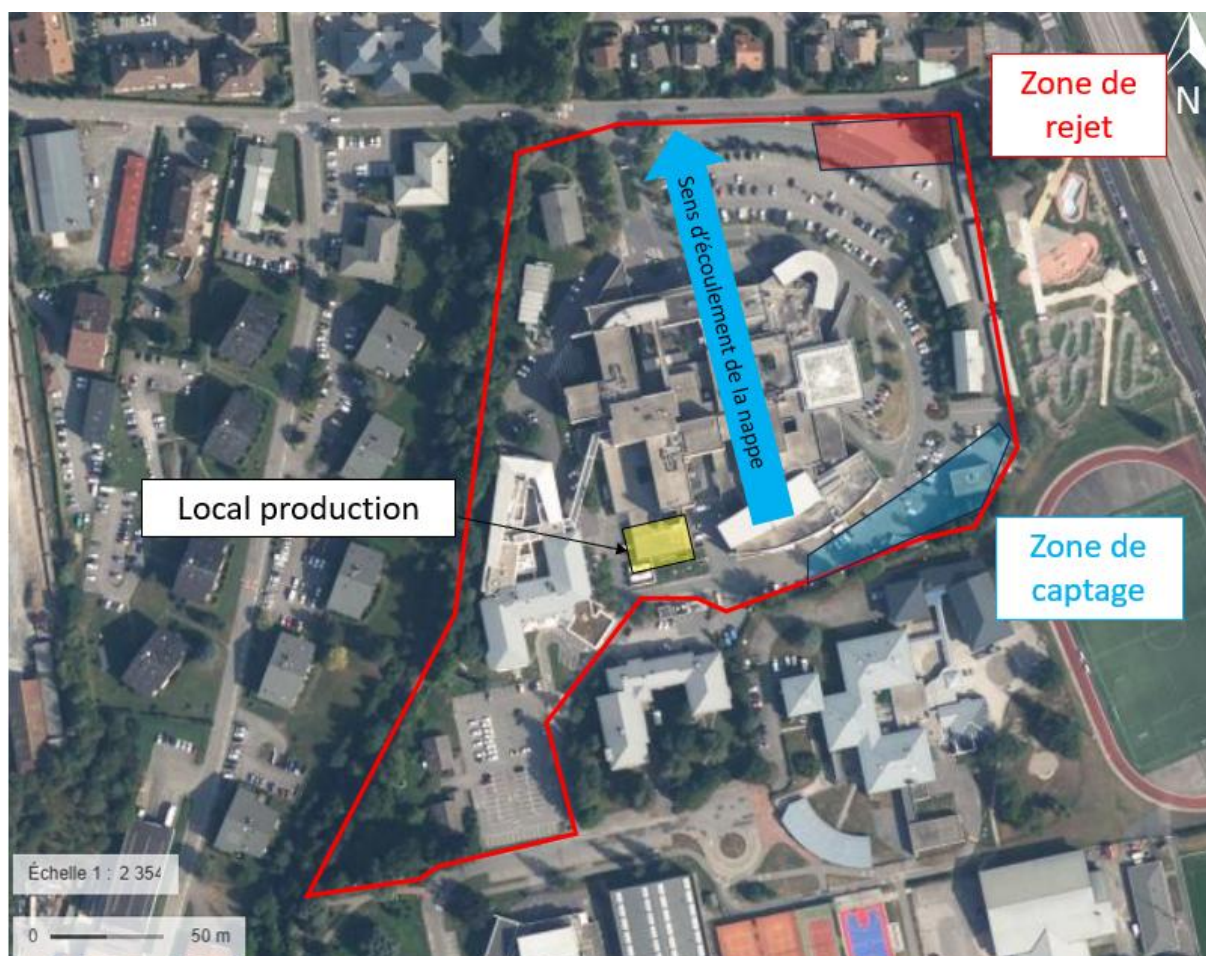 Zone de
rejet
N
Sens d'écoulement de la nappe
Local production
Zone de
captage
Échelle 1 : 2 354
0 50 m